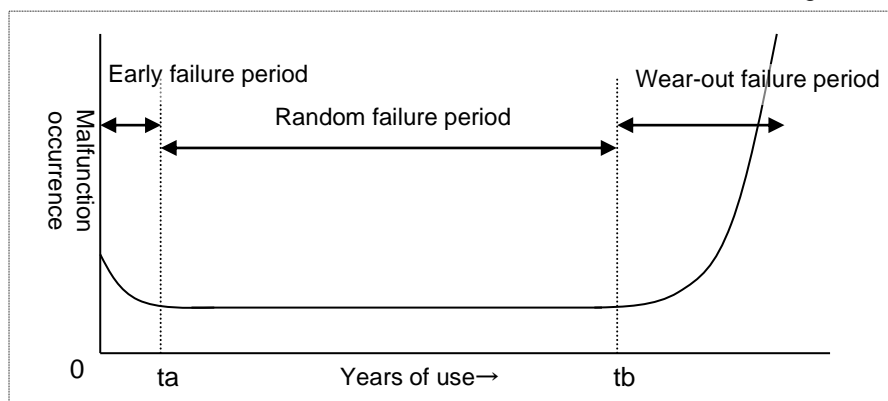 Early failure period
Wear-out failure period
Random failure period
Malfunction
occurrence
0
ta
Years of use→
tb